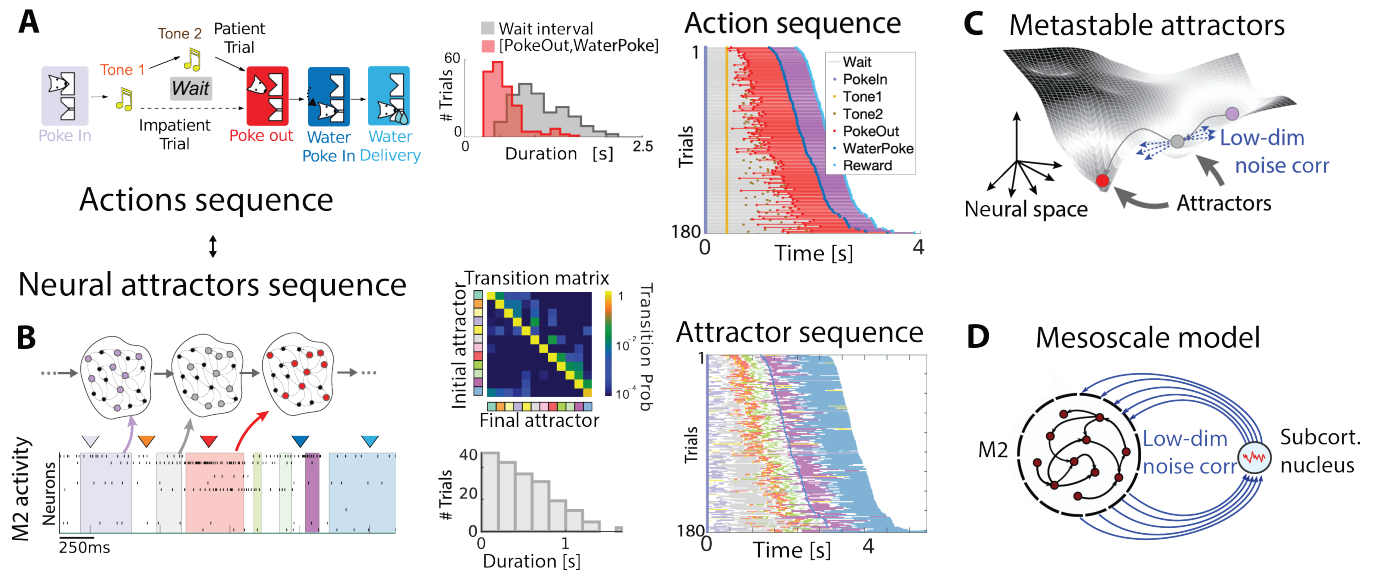 A
Tone 2
Patient
Trial
Tone 1
Wait
Impatient
Trial
Poke In
Poke out
Water
Poke In
Water
Delivery
Wait interval
[PokeOut,WaterPoke]
60
# Trials
0
0
2.5
Duration [s]
Action sequence
1
Trials
180
0
4
Time [s]
Wait
PokeIn
Tone1
Tone2
PokeOut
WaterPoke
Reward
C Metastable attractors
Low-dim
noise corr
Neural space
Attractors
Actions sequence
Neural attractors sequence
B
M2 activity
Neurons
250ms
Transition matrix
Initial attractor
Final attractor
1
10-2
10-4
Transition Prob
40
20
0
# Trials
0
1
Duration [s]
Attractor sequence
1
Trials
180
0
4
Time [s]
D Mesoscale model
M2
Low-dim
noise corr
Subcort.
nucleus